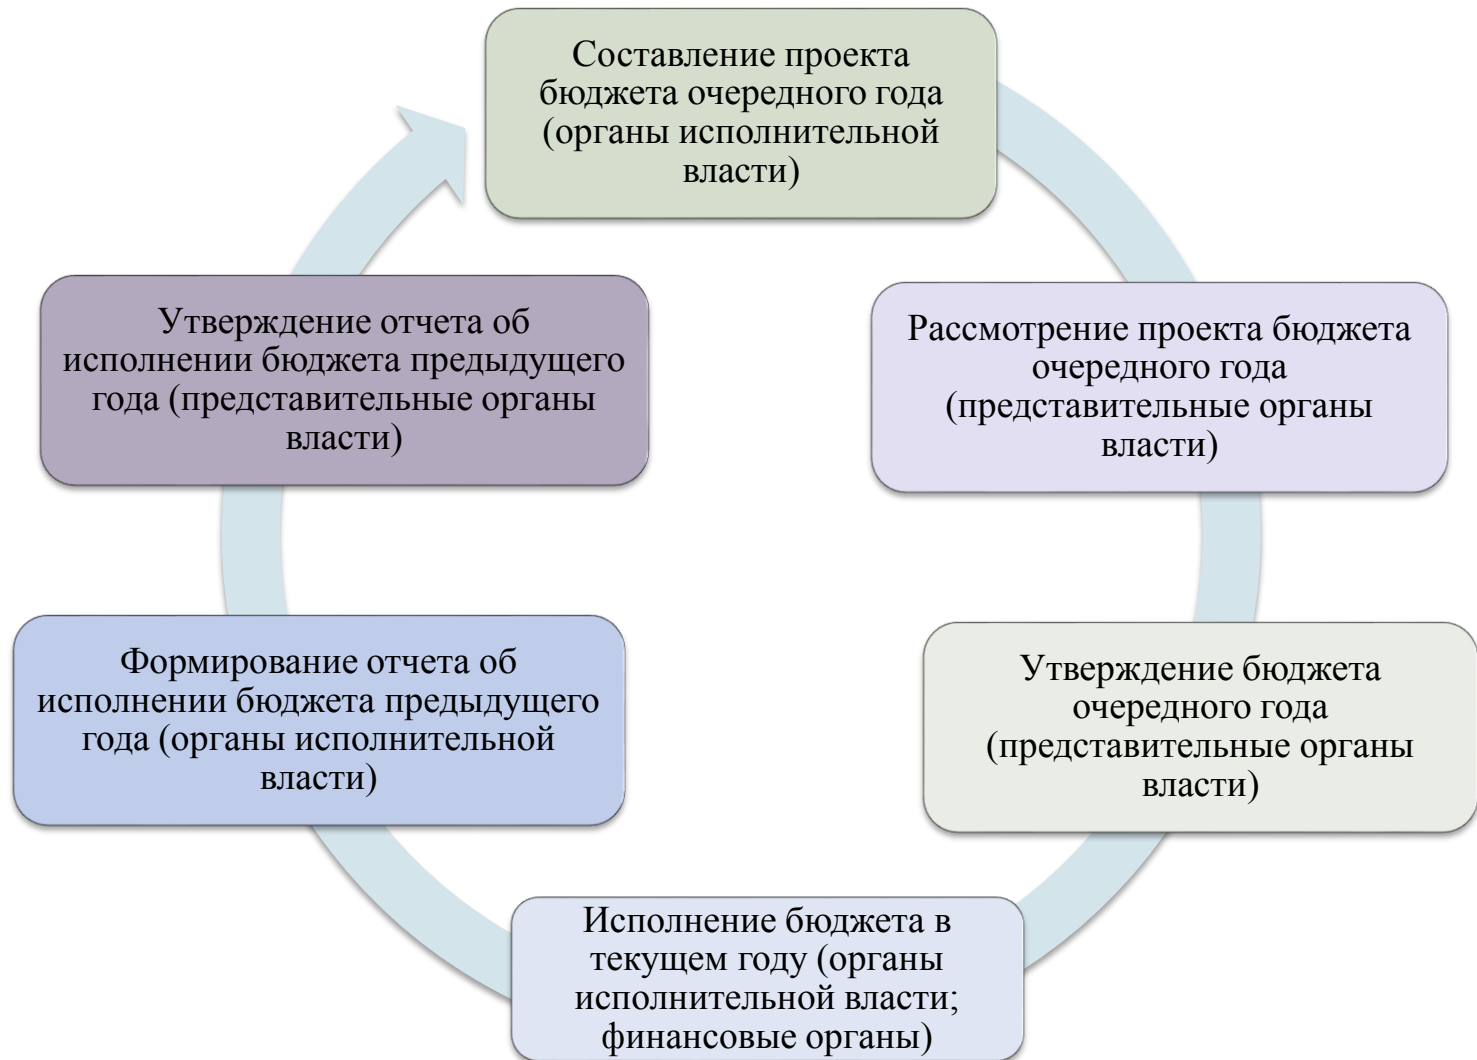 Составление проекта
бюджета очередного года
(органы исполнительной
власти)
Рассмотрение проекта бюджета
очередного года
(представительные органы
власти)
Утверждение бюджета
очередного года
(представительные органы
власти)
Исполнение бюджета в
текущем году (органы
исполнительной власти;
финансовые органы)
Формирование отчета об
исполнении бюджета предыдущего
года (органы исполнительной
власти)
Утверждение отчета об
исполнении бюджета предыдущего
года (представительные органы
власти)